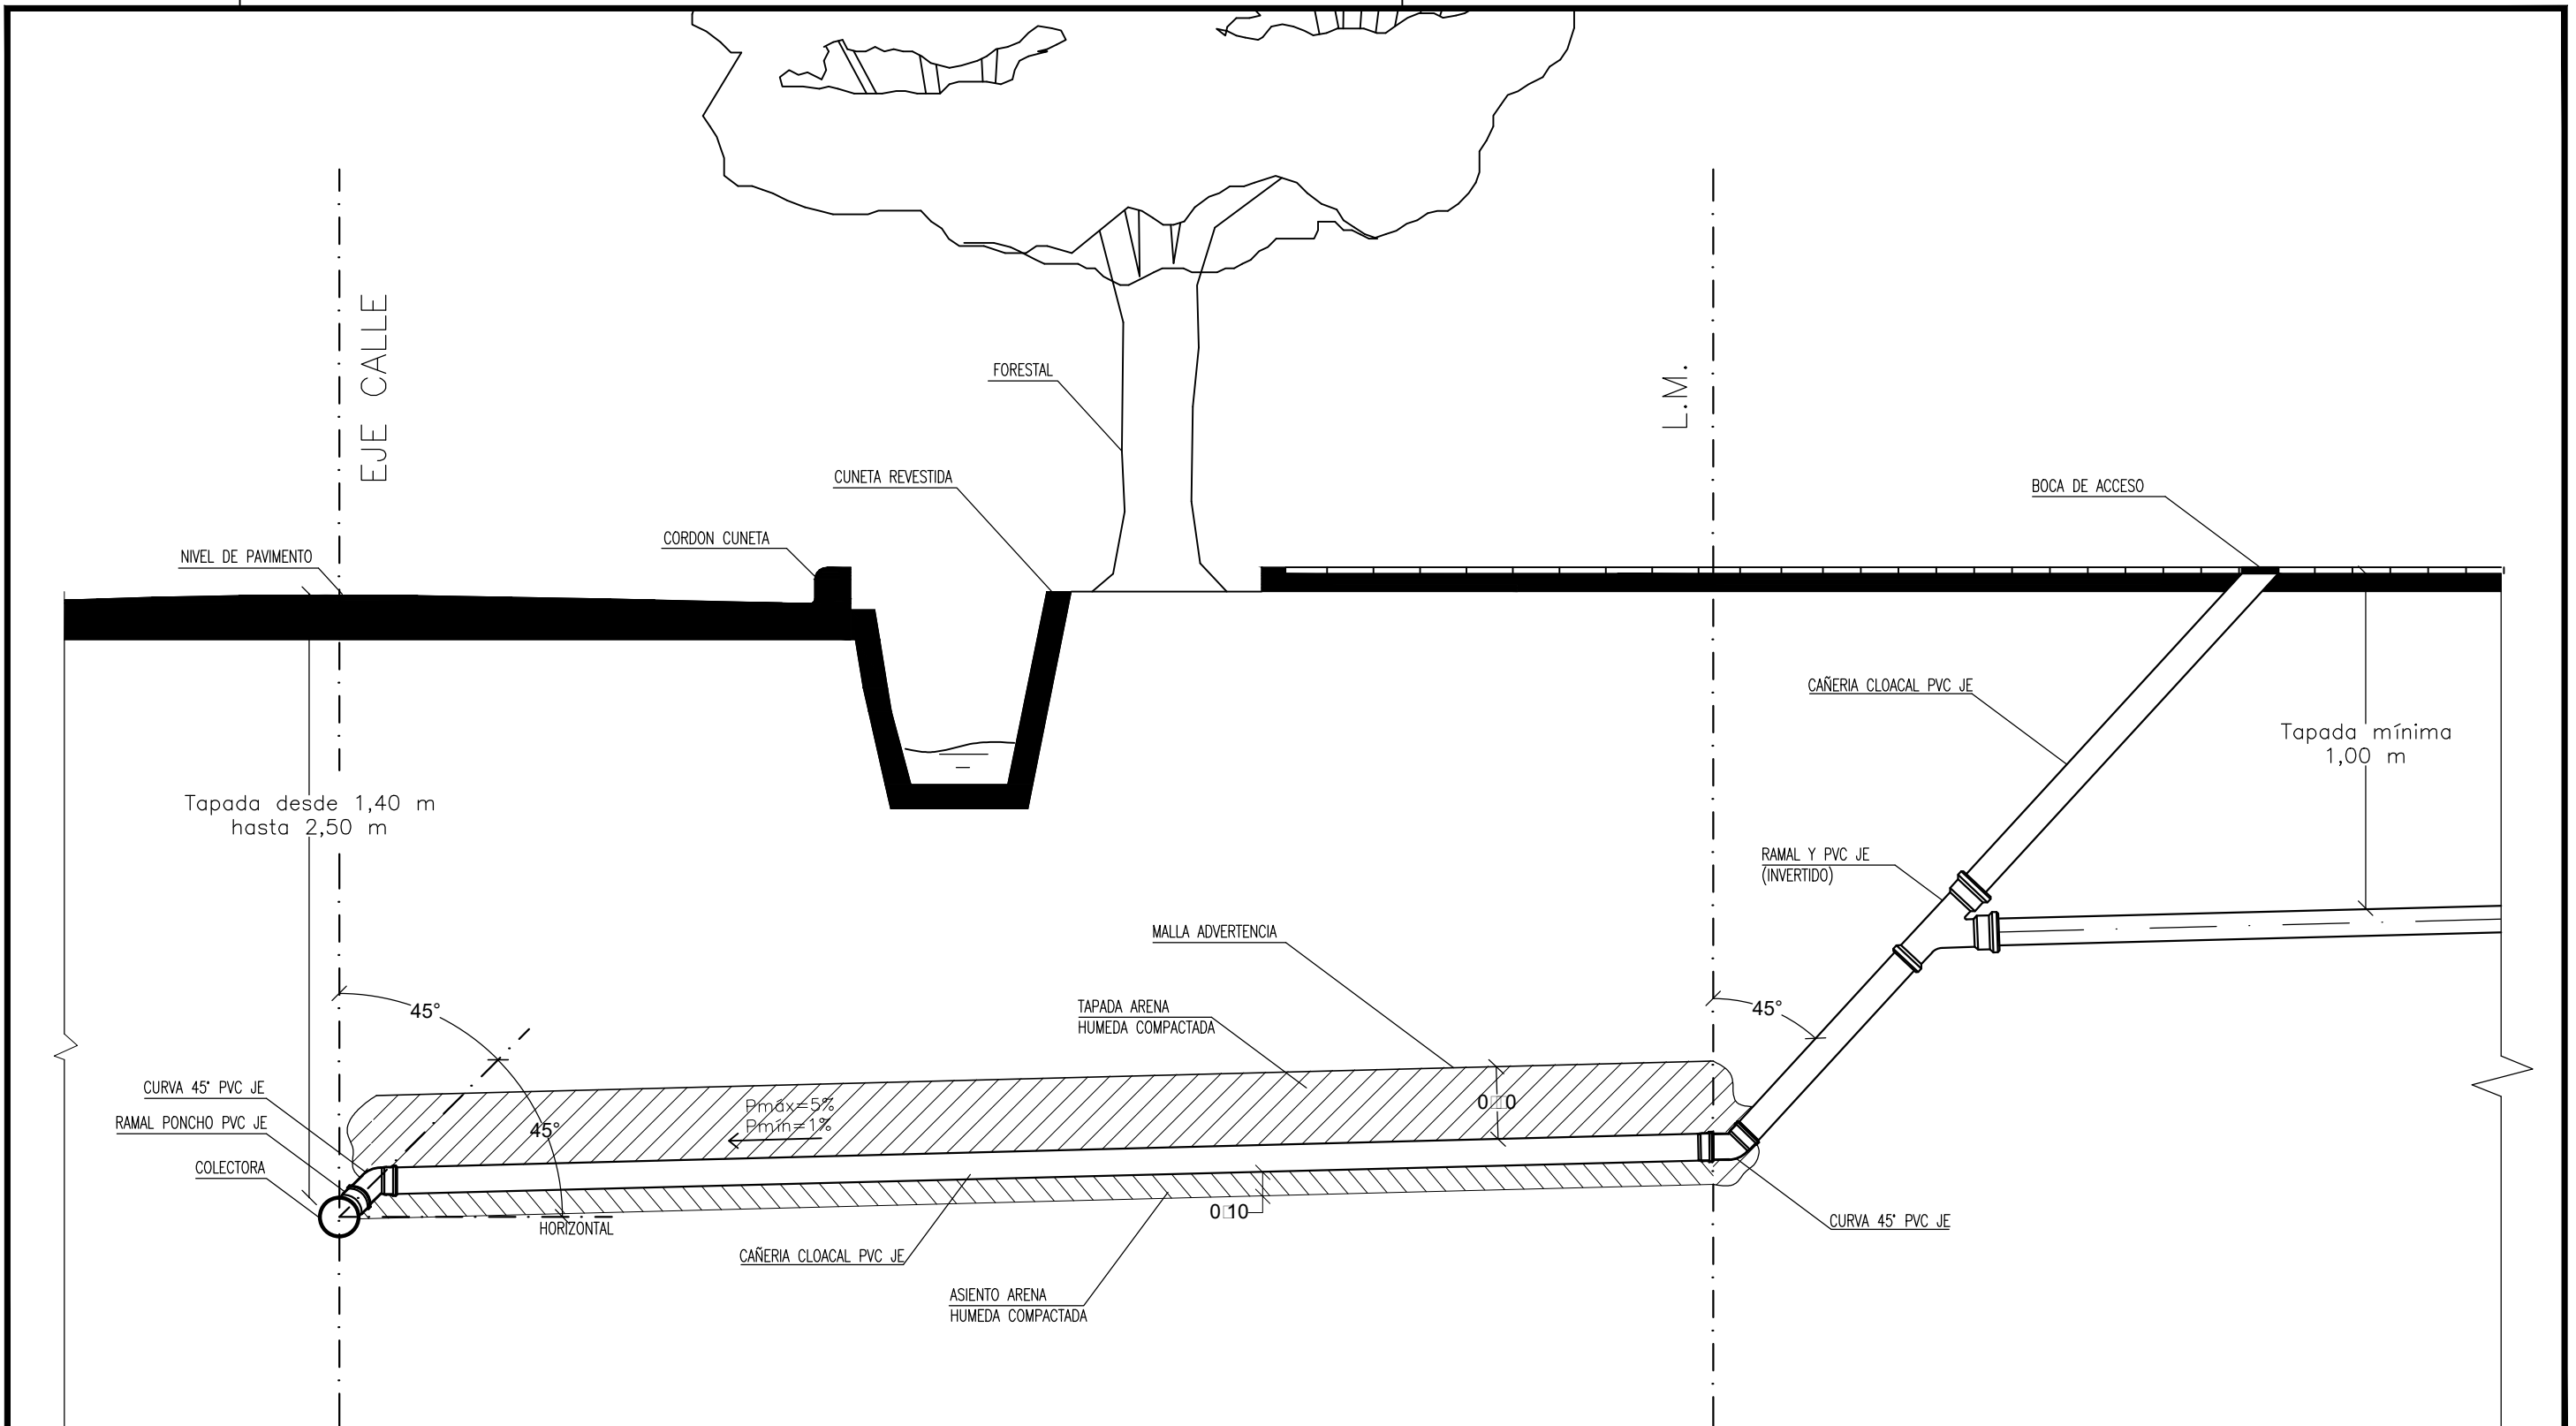 EJE CALLE
L.M.
FORESTAL
CUNETA REVESTIDA
BOCA DE ACCESO
CORDON CUNETA
NIVEL DE PAVIMENTO
CAÑERIA CLOACAL PVC JE
Tapada mínima
1,00 m
Tapada desde 1,40 m
hasta 2,50 m
RAMAL Y PVC JE
(INVERTIDO)
MALLA ADVERTENCIA
TAPADA ARENA
HUMEDA COMPACTADA
45°
45°
CURVA 45° PVC JE
Pmáx=5%
Pmín=1%
RAMAL PONCHO PVC JE
45°
COLECTORA
HORIZONTAL
CURVA 45° PVC JE
CAÑERIA CLOACAL PVC JE
ASIENTO ARENA
HUMEDA COMPACTADA